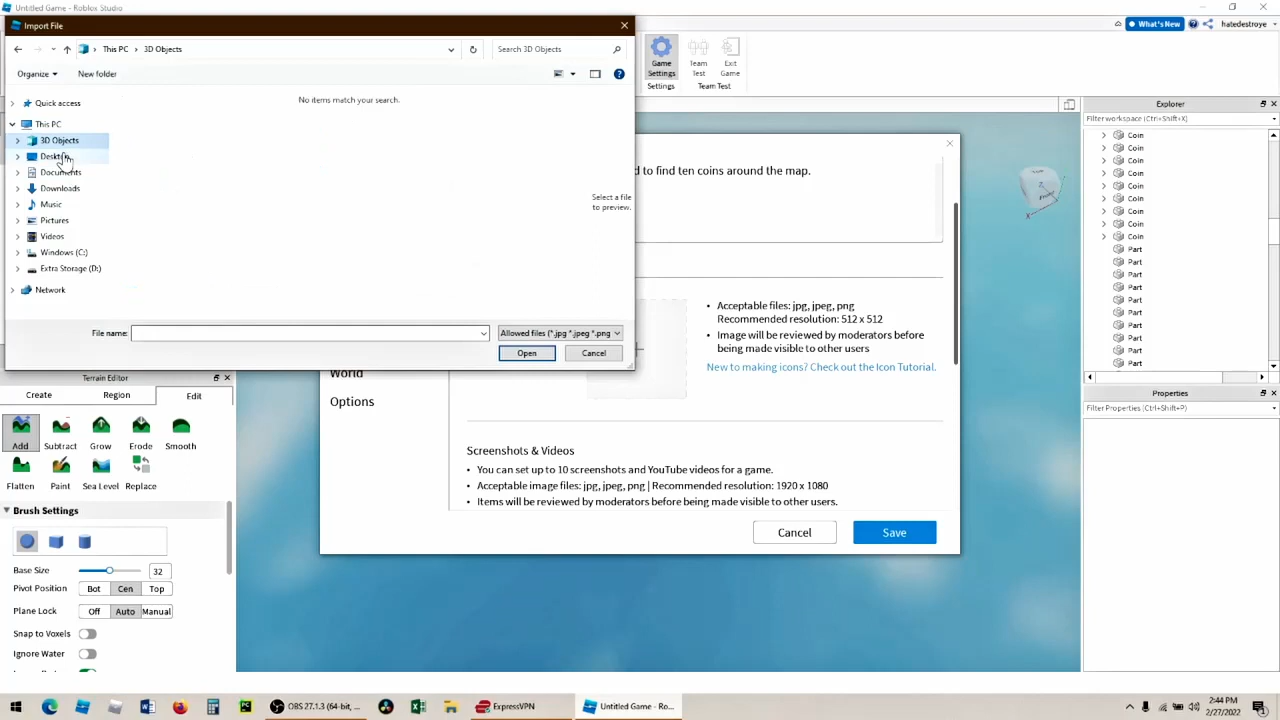 Untitled Game - Roblox Studio
Import File
This PC
3D Objects
Search 3D Objects
Organize
New folder
Quick access
This PC
3D Objects
Documents
Downloads
Music
Pictures
Videos
Windows (C:)
Extra Storage (D:)
Network
No items match your search.
Select a file
to preview.
File name:
Allowed files (*.jpg *.jpeg *.png
Open
Cancel
What's New
hatedestroye
Game
Settings
Team
Test
Exit
Game
Settings
Team Test
d to find ten coins around the map.
• Acceptable files: jpg, jpeg, png
Recommended resolution: 512 x 512
• Image will be reviewed by moderators before
being made visible to other users
New to making icons? Check out the Icon Tutorial.
World
Options
Screenshots & Videos
• You can set up to 10 screenshots and YouTube videos for a game.
• Acceptable image files: jpg, jpeg, png | Recommended resolution: 1920 x 1080
• Items will be reviewed by moderators before being made visible to other users.
Cancel
Save
Explorer
Filter workspace (Ctrl+Shift+X)
Coin
Coin
Coin
Coin
Coin
Coin
Coin
Coin
Coin
Part
Part
Part
Part
Part
Part
Part
Part
Part
Part
Properties
Filter Properties (Ctrl+Shift+P)
Terrain Editor
Create
Region
Edit
Add
Subtract
Grow
Erode
Smooth
Flatten
Paint
Sea Level
Replace
Brush Settings
Base Size
32
Pivot Position
Bot
Cen
Top
Plane Lock
Off
Auto
Manual
Snap to Voxels
Ignore Water
OBS 27.1.3 (64-bit, ...
ExpressVPN
Untitled Game - Ro...
2:44 PM
2/27/2022